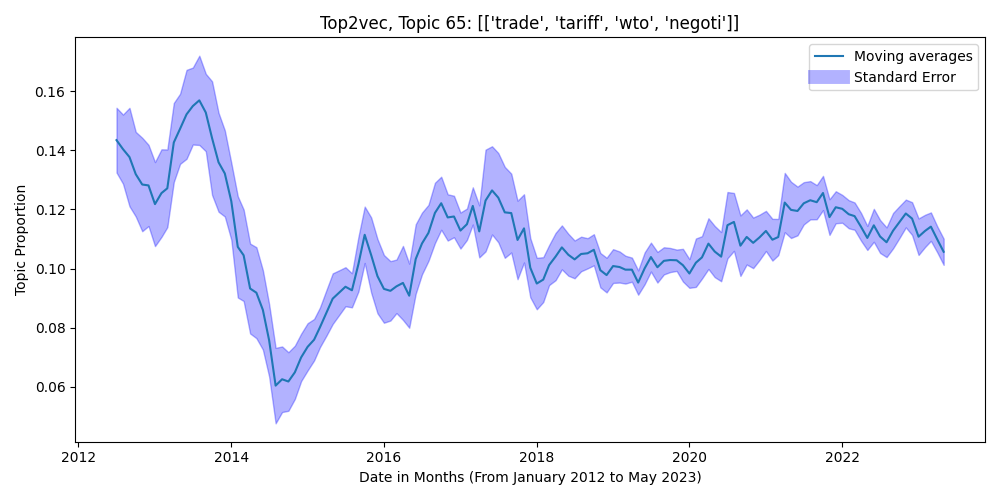 Top2vec, Topic 65: [['trade', 'tariff', 'wto', 'negoti']]
Moving averages
Standard Error
Topic Proportion
0.16
0.14
0.12
0.10
0.08
0.06
2012 2014 2016 2018 2020 2022
Date in Months (From January 2012 to May 2023)